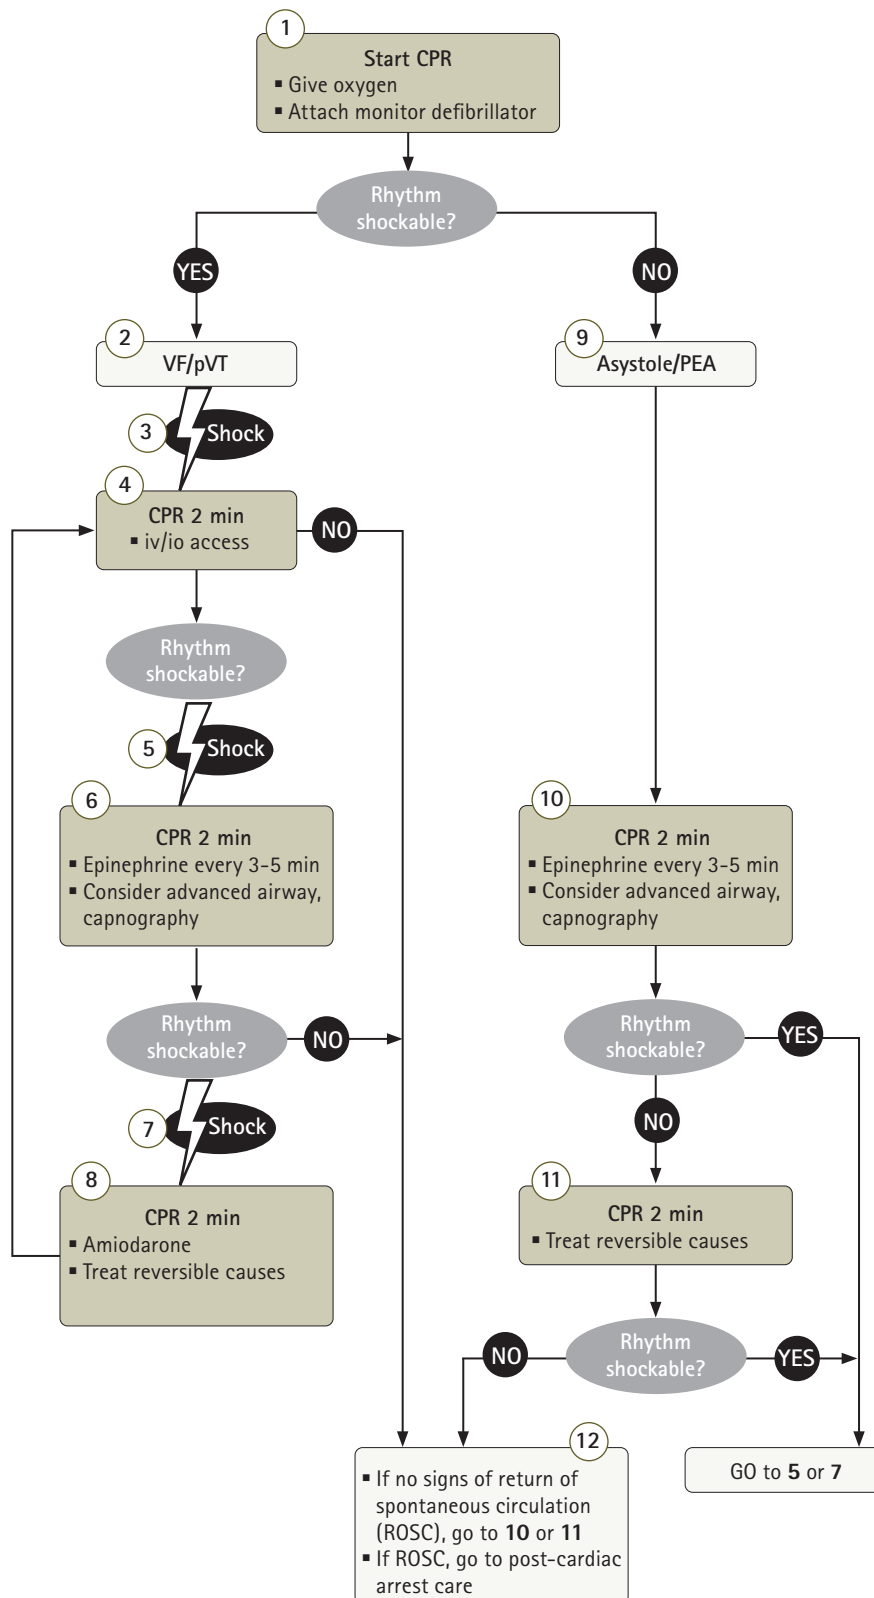 1
Start CPR
▪ Give oxygen
▪ Attach monitor defibrillator
Rhythm
shockable?
YES
NO
2
VF/pVT
9
Asystole/PEA
3
Shock
4
CPR 2 min
▪ iv/io access
NO
Rhythm
shockable?
5
Shock
6
CPR 2 min
▪ Epinephrine every 3-5 min
▪ Consider advanced airway,
capnography
10
CPR 2 min
▪ Epinephrine every 3-5 min
▪ Consider advanced airway,
capnography
Rhythm
shockable?
NO
Rhythm
shockable?
YES
NO
7
Shock
8
CPR 2 min
▪ Amiodarone
▪ Treat reversible causes
11
CPR 2 min
▪ Treat reversible causes
NO
Rhythm
shockable?
YES
12
▪ If no signs of return of
spontaneous circulation
(ROSC), go to 10 or 11
▪ If ROSC, go to post-cardiac
arrest care
GO to 5 or 7